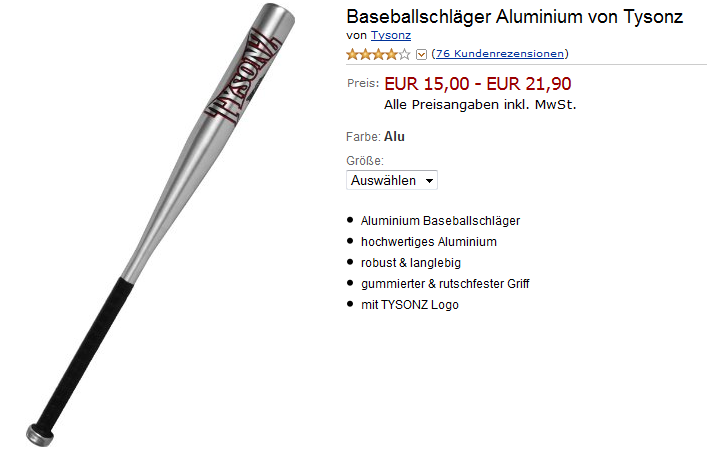 TYSONZ
Baseballschläger Aluminium von Tysonz
von Tysonz
(76 Kundenrezensionen)
Preis: EUR 15,00 - EUR 21,90
Alle Preisangaben inkl. MwSt.
Farbe: Alu
Größe:
Auswählen
Aluminium Baseballschläger
hochwertiges Aluminium
robust & langlebig
gummierter & rutschfester Griff
mit TYSONZ Logo